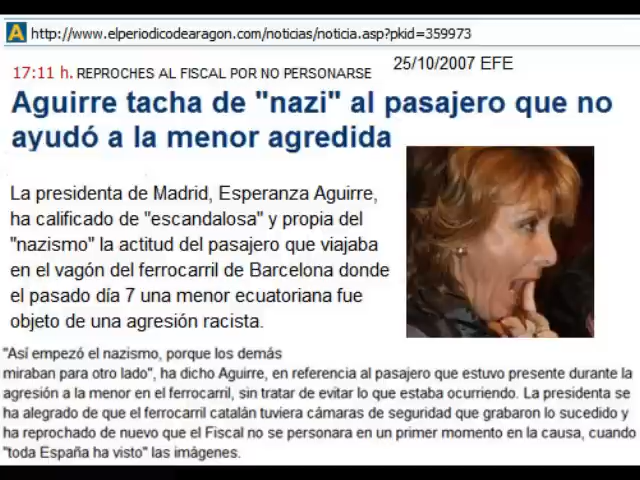 A http://www.elperiodicodearagon.com/noticias/noticia.asp?pkid=359973
17:11 h. REPROCHES AL FISCAL POR NO PERSONARSE 25/10/2007 EFE
Aguirre tacha de "nazi" al pasajero que no
ayudó a la menor agredida
La presidenta de Madrid, Esperanza Aguirre,
ha calificado de "escandalosa" y propia del
"nazismo" la actitud del pasajero que viajaba
en el vagón del ferrocarril de Barcelona donde
el pasado día 7 una menor ecuatoriana fue
objeto de una agresión racista.
"Así empezó el nazismo, porque los demás
miraban para otro lado", ha dicho Aguirre, en referencia al pasajero que estuvo presente durante la
agresión a la menor en el ferrocarril, sin tratar de evitar lo que estaba ocurriendo. La presidenta se
ha alegrado de que el ferrocarril catalán tuviera cámaras de seguridad que grabaron lo sucedido y
ha reprochado de nuevo que el Fiscal no se personara en un primer momento en la causa, cuando
"toda España ha visto" las imágenes.